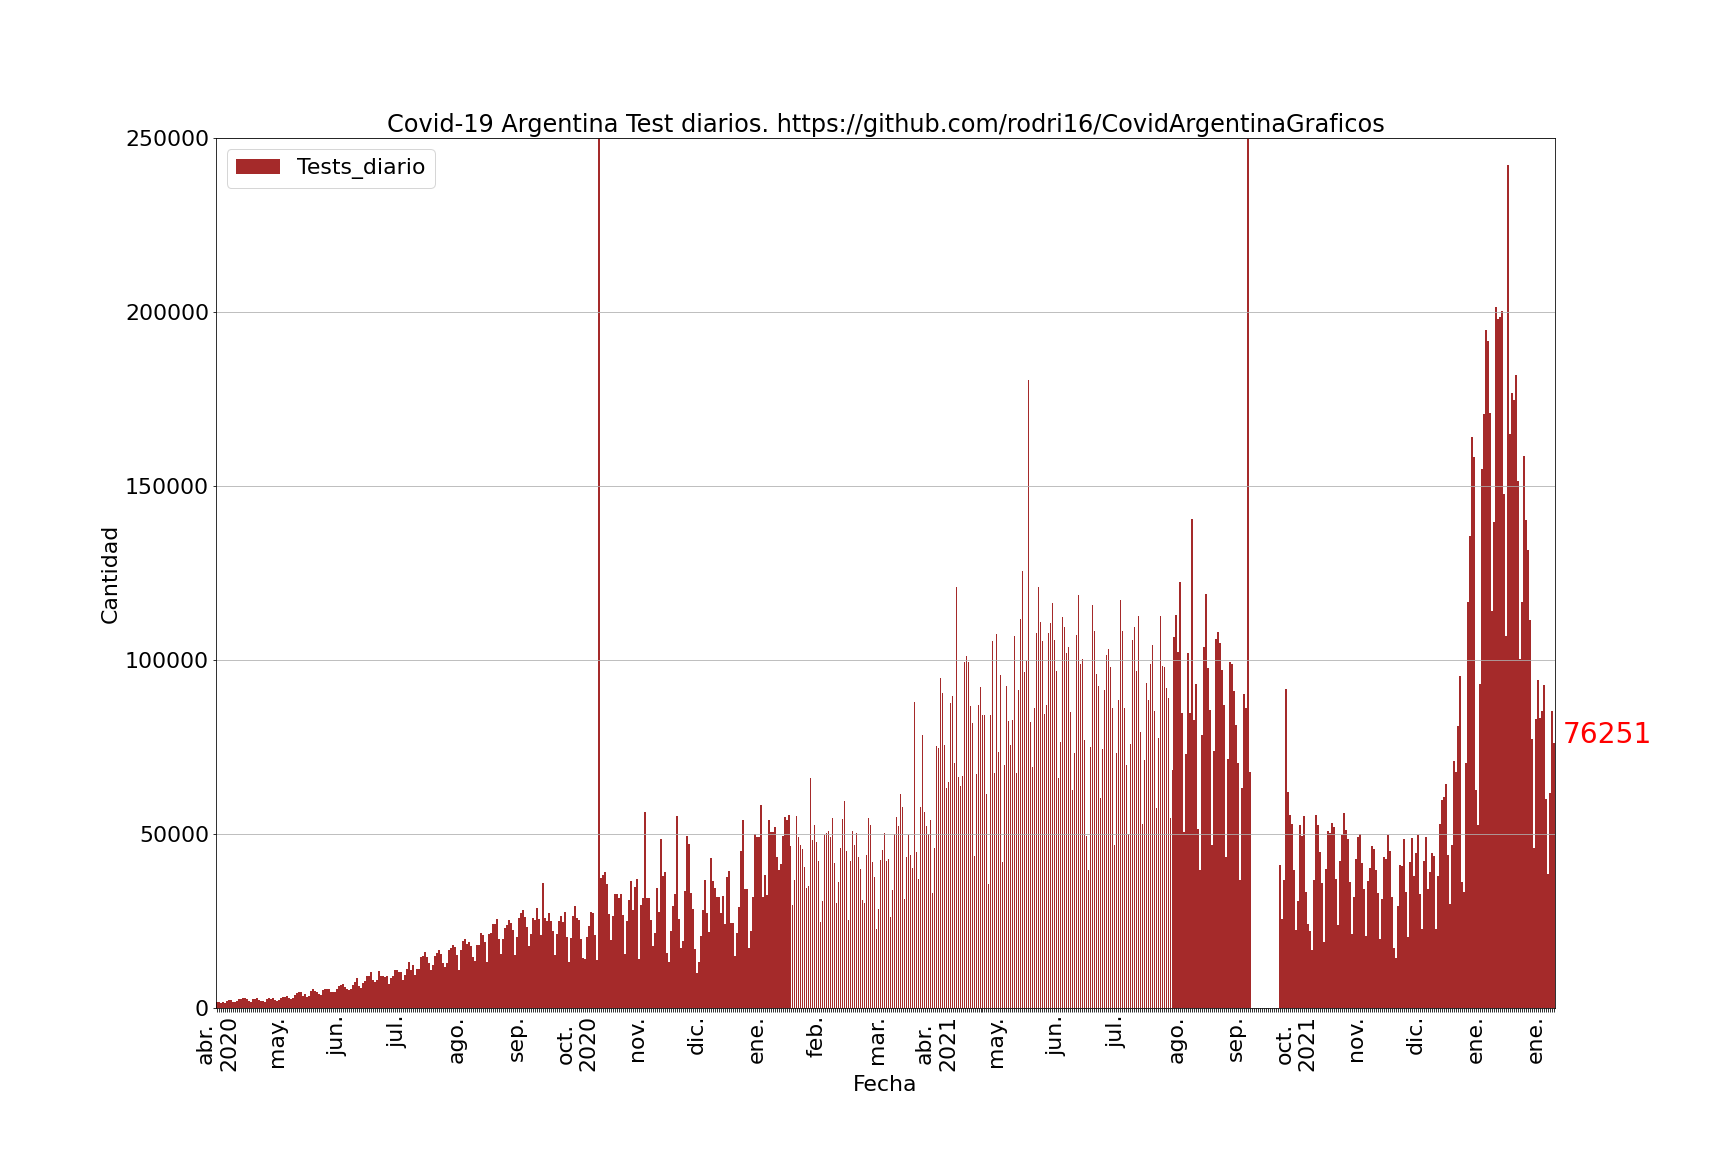 Covid-19 Argentina Test diarios. https://github.com/rodri16/CovidArgentinaGraficos
Tests_diario
250000
200000
150000
100000
50000
0
Cantidad
76251
abr.
2020
may.
jun.
jul.
ago.
sep.
oct.
2020
nov.
dic.
ene.
feb.
mar.
abr.
2021
may.
jun.
jul.
ago.
sep.
oct.
2021
nov.
dic.
ene.
ene.
Fecha